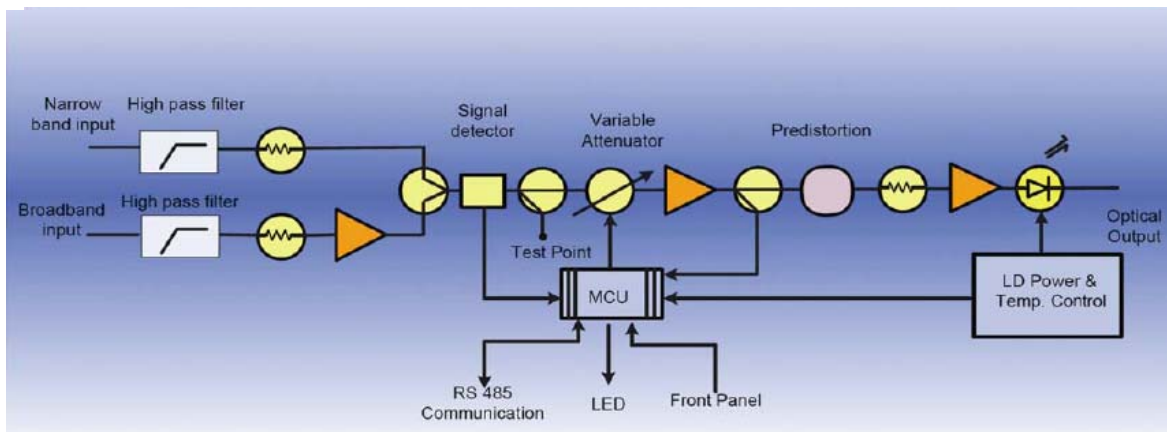 Narrow
band input
High pass filter
Signal
detector
Variable
Attenuator
Predistortion
Broadband
input
High pass filter
Test Point
Optical
Output
MCU
LD Power &
Temp. Control
RS 485
Communication
LED
Front Panel